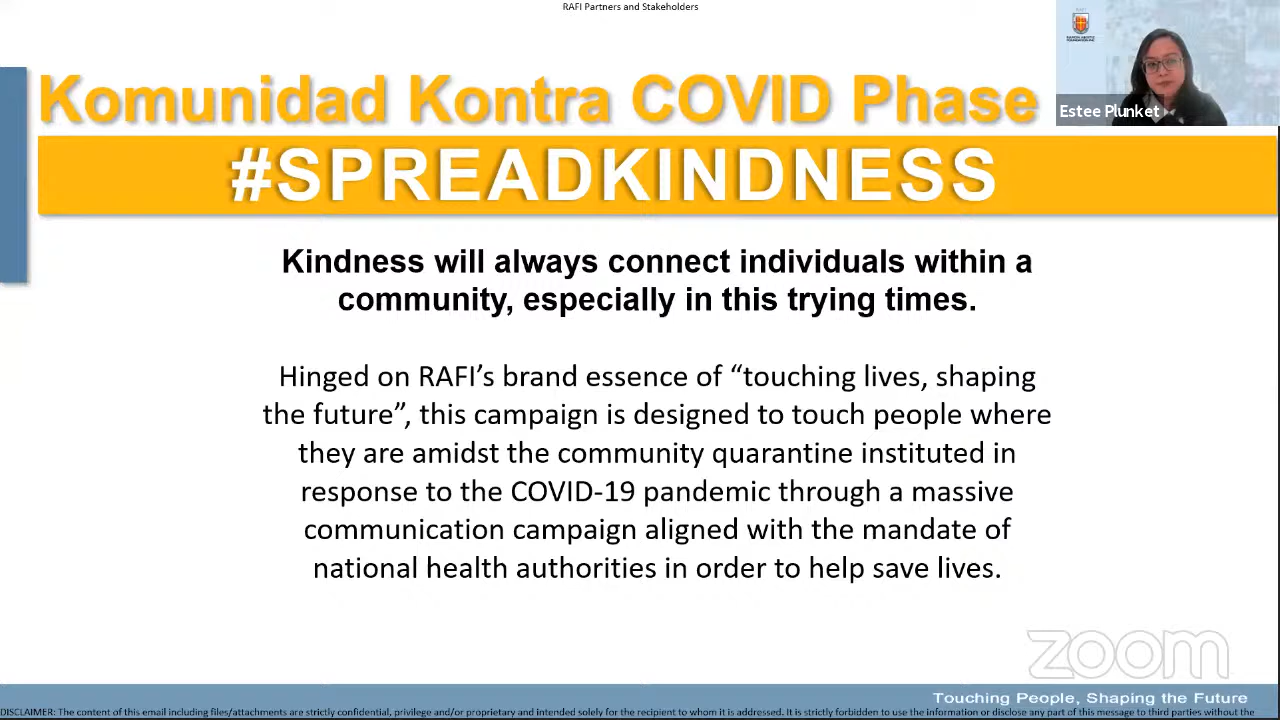 RAFI Partners and Stakeholders
Komunidad Kontra COVID Phase
Estee Plunket
#SPREADKINDNESS
Kindness will always connect individuals within a
community, especially in this trying times.
Hinged on RAFI’s brand essence of “touching lives, shaping
the future”, this campaign is designed to touch people where
they are amidst the community quarantine instituted in
response to the COVID-19 pandemic through a massive
communication campaign aligned with the mandate of
national health authorities in order to help save lives.
zoom
Touching People, Shaping the Future
DISCLAIMER: The content of this email including files/attachments are strictly confidential, privilege and/or proprietary and intended solely for the recipient to whom it is addressed. It is strictly forbidden to use the information or disclose any part of this message to third parties without the